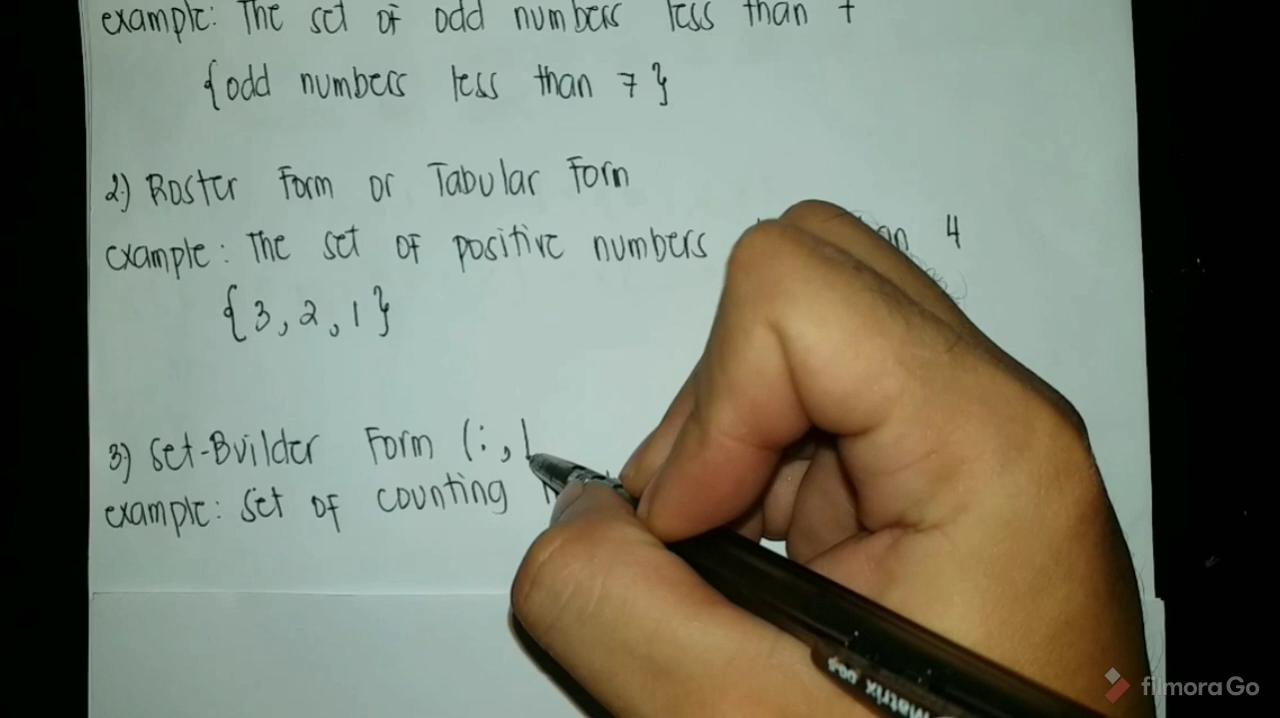 example: The set of odd numbers less than 7
{odd numbers less than 7}
2.) Roster Form or Tabular Form
example: The set of positive numbers 4
{3, 2, 1}
3.) Set-Builder Form (: , |
example: set of counting
Matrix
filmoraGo